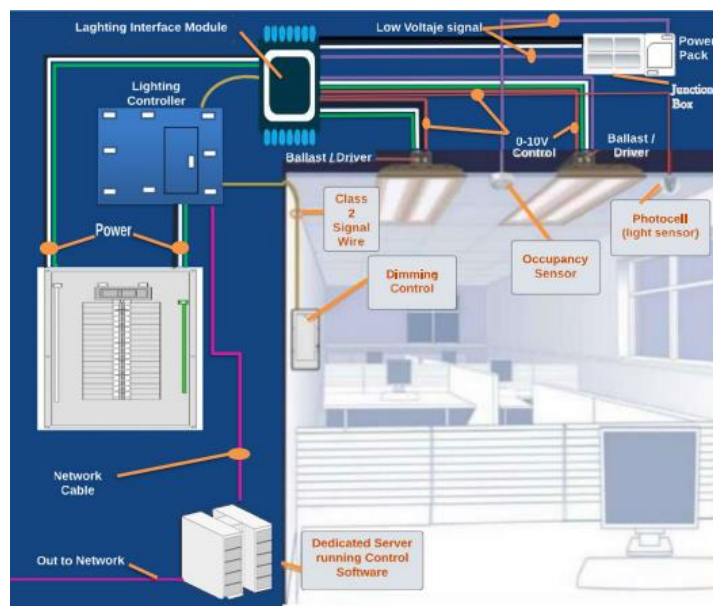 Laghting Interface Module
Low Voltaje signal
Power
Pack
Lighting
Controller
Junction
Box
0-10V
Control
Ballast /
Driver
Ballast / Driver
Class
2
Signal
Wire
Photocell
(light sensor)
Power
Occupancy
Sensor
Dimming
Control
Network
Cable
Out to Network
Dedicated Server
running Control
Software